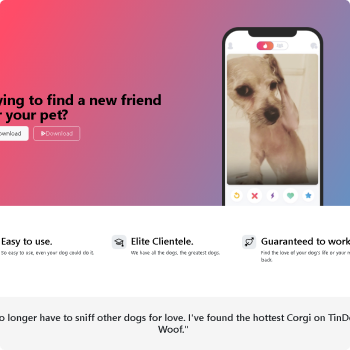 ying to find a new friend
r your pet?
ownload Download
Easy to use.
So easy to use, even your dog could do it.
Elite Clientele.
We have all the dogs, the greatest dogs.
Guaranteed to work
Find the love of your dog's life or your m
back.
o longer have to sniff other dogs for love. I've found the hottest Corgi on TinDo
Woof."